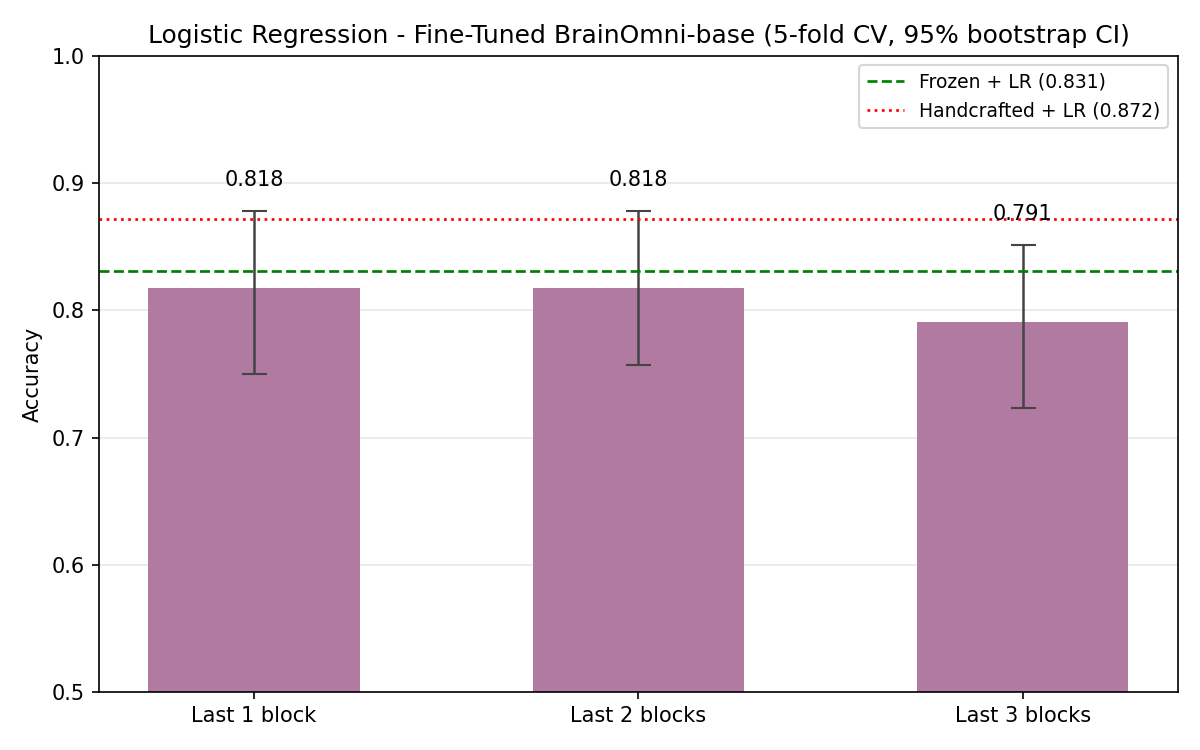 Logistic Regression - Fine-Tuned BrainOmni-base (5-fold CV, 95% bootstrap CI)
Frozen + LR (0.831)
Handcrafted + LR (0.872)
Accuracy
1.0
0.9
0.8
0.7
0.6
0.5
0.818
0.818
0.791
Last 1 block
Last 2 blocks
Last 3 blocks